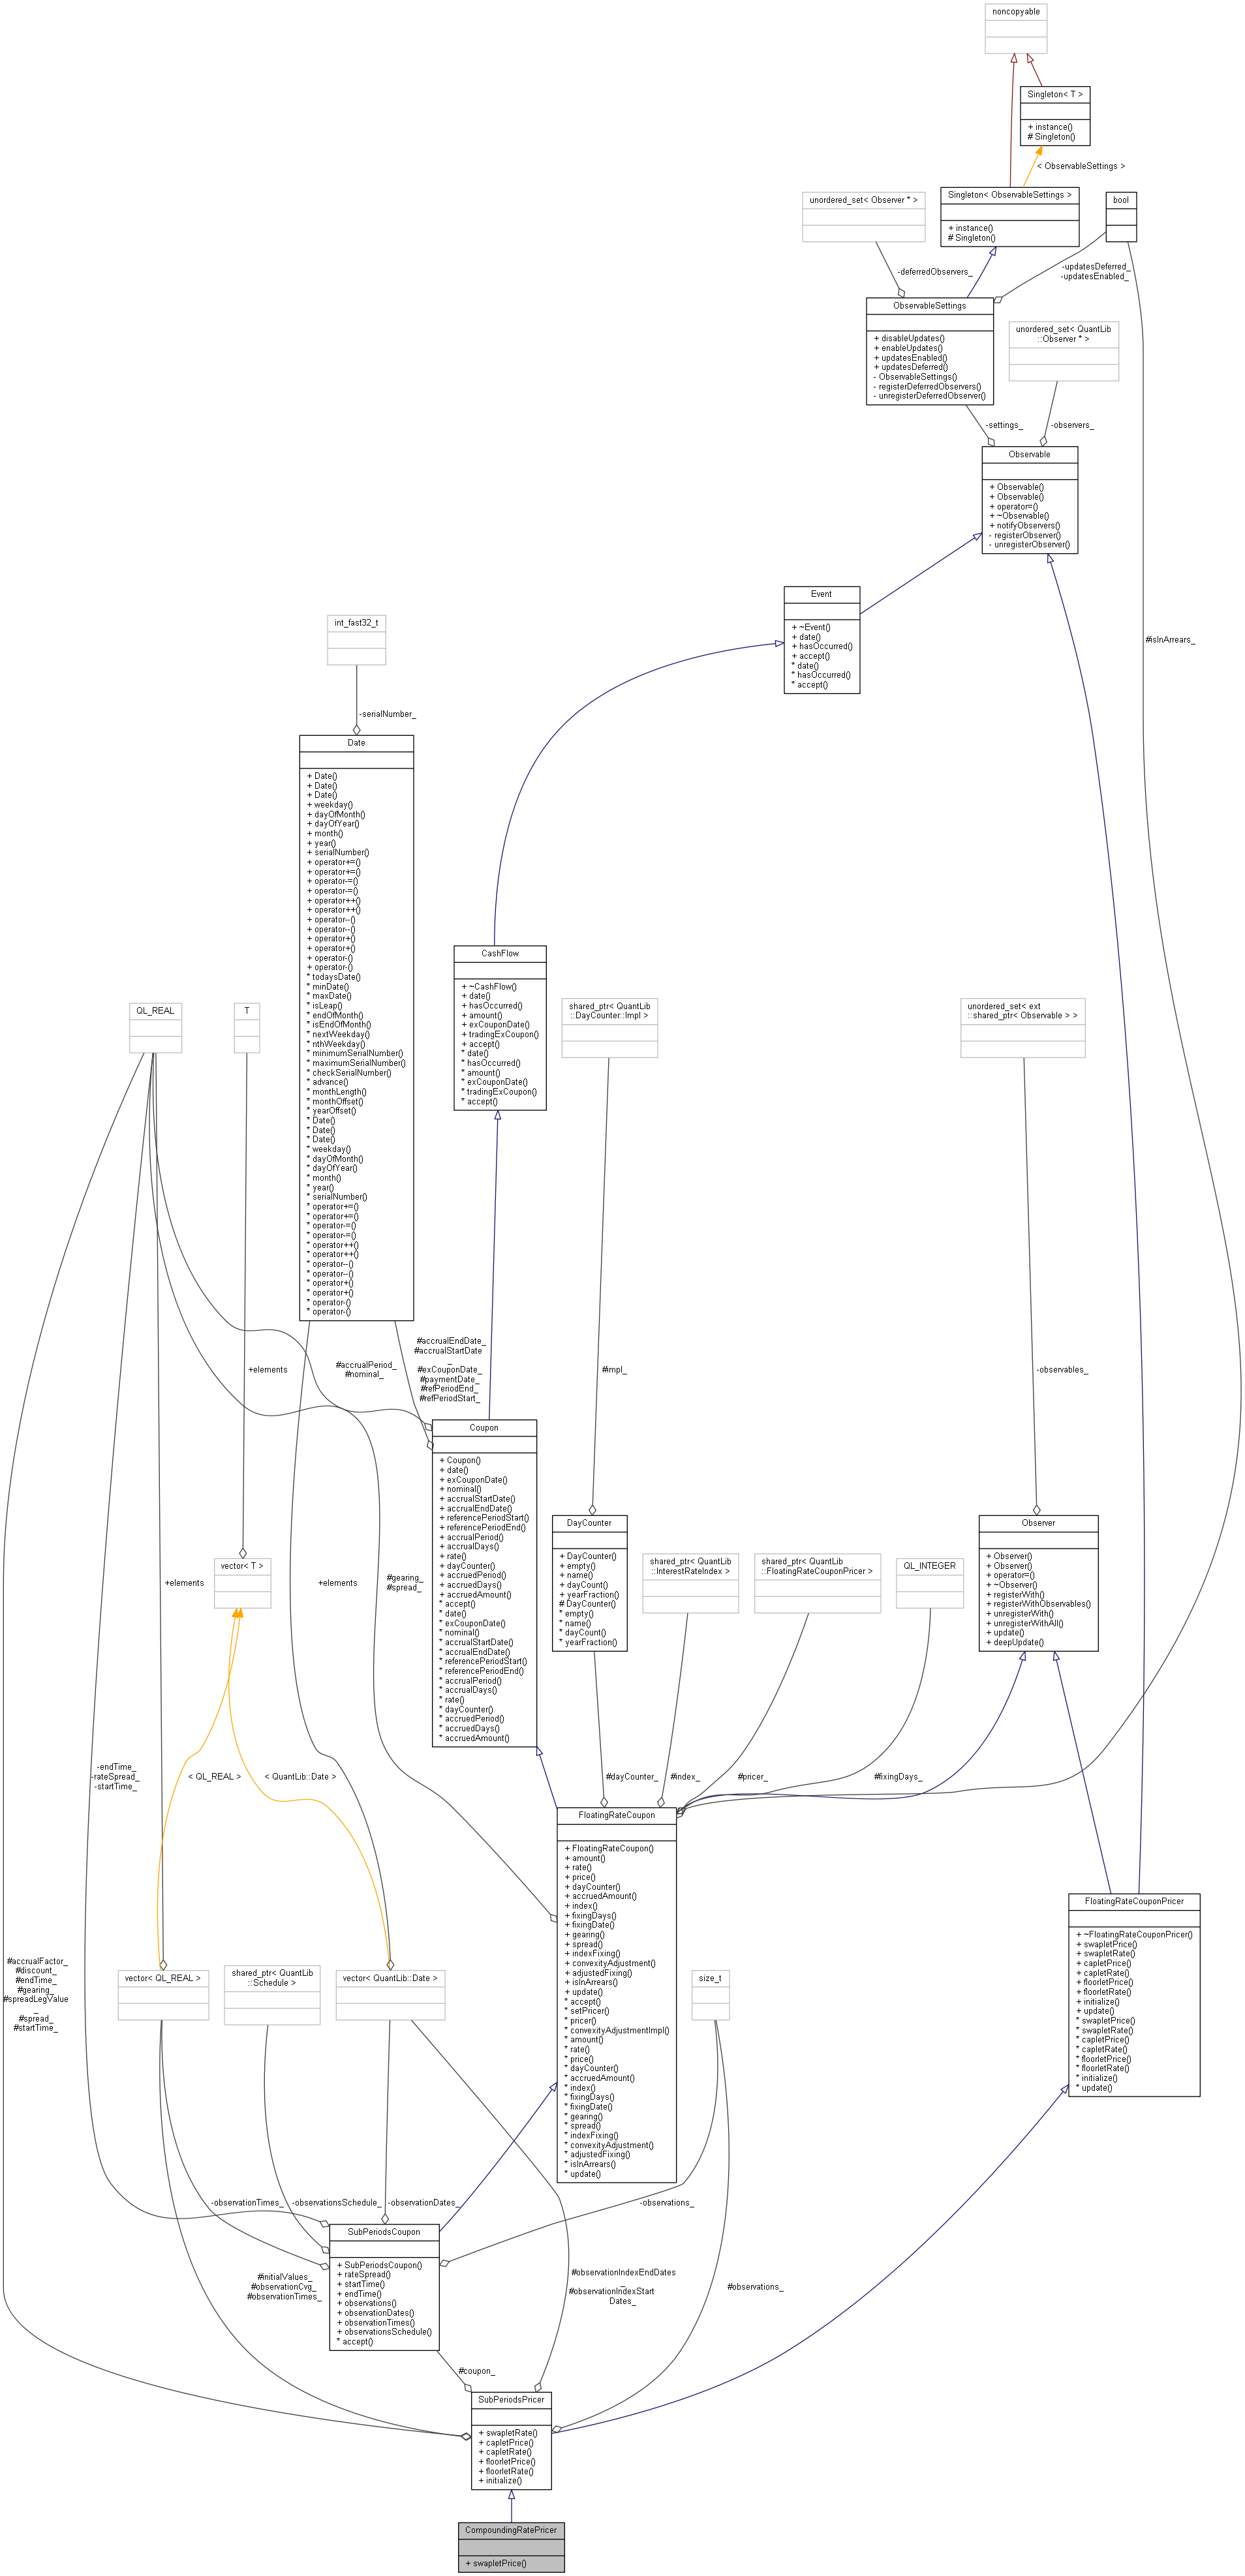 noncopyable
Singleton< T >
+ instance()
# Singleton()
< ObservableSettings >
unordered_set< Observer * >
Singleton< ObservableSettings >
+ instance()
# Singleton()
bool
-deferredObservers_
-updatesDeferred_
-updatesEnabled_
ObservableSettings
+ disableUpdates()
+ enableUpdates()
+ updatesEnabled()
+ updatesDeferred()
- ObservableSettings()
- registerDeferredObservers()
- unregisterDeferredObserver()
unordered_set< QuantLib
::Observer * >
-settings_
-observers_
Observable
+ Observable()
+ Observable()
+ operator=()
+ ~Observable()
+ notifyObservers()
- registerObserver()
- unregisterObserver()
Event
+ ~Event()
+ date()
+ hasOccurred()
+ accept()
* date()
* hasOccurred()
* accept()
#isInArrears_
int_fast32_t
-serialNumber_
Date
+ Date()
+ Date()
+ Date()
+ weekday()
+ dayOfMonth()
+ dayOfYear()
+ month()
+ year()
+ serialNumber()
+ operator+=()
+ operator+=()
+ operator-=()
+ operator-=()
+ operator++()
+ operator++()
+ operator--()
+ operator--()
+ operator+()
+ operator+()
+ operator-()
+ operator-()
* todaysDate()
* minDate()
* maxDate()
* isLeap()
* endOfMonth()
* isEndOfMonth()
* nextWeekday()
* nthWeekday()
* minimumSerialNumber()
* maximumSerialNumber()
* checkSerialNumber()
* advance()
* monthLength()
* monthOffset()
* yearOffset()
* Date()
* Date()
* Date()
* weekday()
* dayOfMonth()
* dayOfYear()
* month()
* year()
* serialNumber()
* operator+=()
* operator+=()
* operator-=()
* operator-=()
* operator++()
* operator++()
* operator--()
* operator--()
* operator+()
* operator+()
* operator-()
* operator-()
CashFlow
+ ~CashFlow()
+ date()
+ hasOccurred()
+ amount()
+ exCouponDate()
+ tradingExCoupon()
+ accept()
* date()
* hasOccurred()
* amount()
* exCouponDate()
* tradingExCoupon()
* accept()
QL_REAL
T
shared_ptr< QuantLib
::DayCounter::Impl >
unordered_set< ext
::shared_ptr< Observable > >
+elements
#accrualPeriod_
#nominal_
#accrualEndDate_
#accrualStartDate
_
#exCouponDate_
#paymentDate_
#refPeriodEnd_
#refPeriodStart_
#impl_
-observables_
Coupon
+ Coupon()
+ date()
+ exCouponDate()
+ nominal()
+ accrualStartDate()
+ accrualEndDate()
+ referencePeriodStart()
+ referencePeriodEnd()
+ accrualPeriod()
+ accrualDays()
+ rate()
+ dayCounter()
+ accruedPeriod()
+ accruedDays()
+ accruedAmount()
* accept()
* date()
* exCouponDate()
* nominal()
* accrualStartDate()
* accrualEndDate()
* referencePeriodStart()
* referencePeriodEnd()
* accrualPeriod()
* accrualDays()
* rate()
* dayCounter()
* accruedPeriod()
* accruedDays()
* accruedAmount()
DayCounter
+ DayCounter()
+ empty()
+ name()
+ dayCount()
+ yearFraction()
# DayCounter()
* empty()
* name()
* dayCount()
* yearFraction()
shared_ptr< QuantLib
::InterestRateIndex >
shared_ptr< QuantLib
::FloatingRateCouponPricer >
QL_INTEGER
Observer
+ Observer()
+ Observer()
+ operator=()
+ ~Observer()
+ registerWith()
+ registerWithObservables()
+ unregisterWith()
+ unregisterWithAll()
+ update()
+ deepUpdate()
vector< T >
+elements
+elements
#gearing_
#spread_
-endTime_
-rateSpread_
-startTime_
< QL_REAL >
< QuantLib::Date >
#dayCounter_
#index_
#pricer_
#fixingDays_
FloatingRateCoupon
+ FloatingRateCoupon()
+ amount()
+ rate()
+ price()
+ dayCounter()
+ accruedAmount()
+ index()
+ fixingDays()
+ fixingDate()
+ gearing()
+ spread()
+ indexFixing()
+ convexityAdjustment()
+ adjustedFixing()
+ isInArrears()
+ update()
* accept()
* setPricer()
* pricer()
* convexityAdjustmentImpl()
* amount()
* rate()
* price()
* dayCounter()
* accruedAmount()
* index()
* fixingDays()
* fixingDate()
* gearing()
* spread()
* indexFixing()
* convexityAdjustment()
* adjustedFixing()
* isInArrears()
* update()
FloatingRateCouponPricer
+ ~FloatingRateCouponPricer()
+ swapletPrice()
+ swapletRate()
+ capletPrice()
+ capletRate()
+ floorletPrice()
+ floorletRate()
+ initialize()
+ update()
* swapletPrice()
* swapletRate()
* capletPrice()
* capletRate()
* floorletPrice()
* floorletRate()
* initialize()
* update()
#accrualFactor_
#discount_
#endTime_
#gearing_
#spreadLegValue
_
#spread_
#startTime_
vector< QL_REAL >
shared_ptr< QuantLib
::Schedule >
vector< QuantLib::Date >
size_t
-observationTimes_
-observationsSchedule_
-observationDates_
-observations_
SubPeriodsCoupon
+ SubPeriodsCoupon()
+ rateSpread()
+ startTime()
+ endTime()
+ observations()
+ observationDates()
+ observationTimes()
+ observationsSchedule()
* accept()
#initialValues_
#observationCvg_
#observationTimes_
#observationIndexEndDates
_
#observationIndexStart
Dates_
#observations_
#coupon_
SubPeriodsPricer
+ swapletRate()
+ capletPrice()
+ capletRate()
+ floorletPrice()
+ floorletRate()
+ initialize()
CompoundingRatePricer
+ swapletPrice()